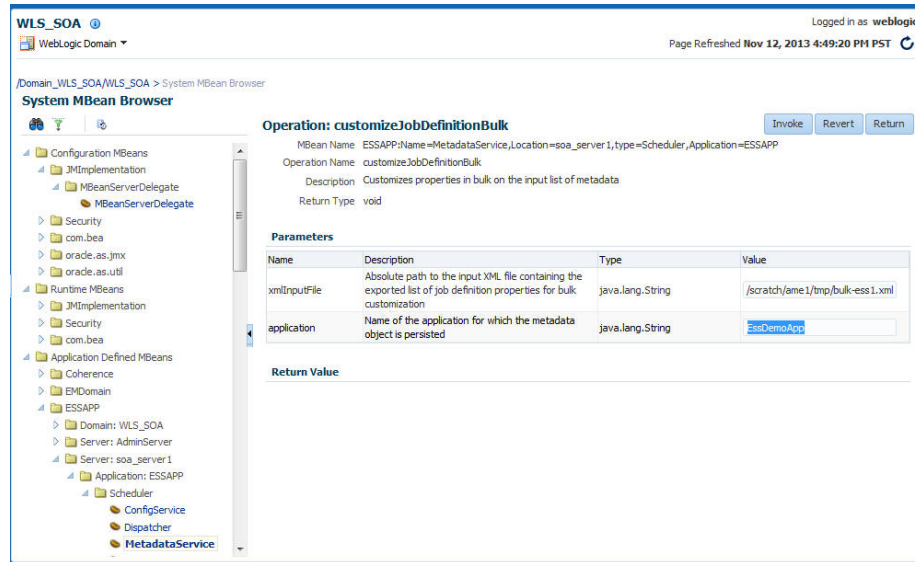 WLS_SOA
Logged in as weblogic
WebLogic Domain
Page Refreshed Nov 12, 2013 4:49:20 PM PST
/Domain_WLS_SOA/WLS_SOA > System MBean Browser
System MBean Browser
Operation: customizeJobDefinitionBulk
Invoke Revert Return
MBean Name ESSAPP:Name=MetadataService,Location=soa_server1,type=Scheduler,Application=ESSAPP
Operation Name customizeJobDefinitionBulk
Description Customizes properties in bulk on the input list of metadata
Return Type void
Configuration MBeans
JMImplementation
MBeanServerDelegate
MBeanServerDelegate
Security
com.bea
oracle.as.jmx
oracle.as.util
Runtime MBeans
JMImplementation
Security
com.bea
Application Defined MBeans
Coherence
EMDomain
ESSAPP
Domain: WLS_SOA
Server: AdminServer
Server: soa_server1
Application: ESSAPP
Scheduler
ConfigService
Dispatcher
MetadataService
Parameters
Name Description Type Value
xmlInputFile
Absolute path to the input XML file containing the
exported list of job definition properties for bulk
customization
java.lang.String
/scratch/ame1/tmp/bulk-ess1.xml
application
Name of the application for which the metadata
object is persisted
java.lang.String
EssDemoApp
Return Value